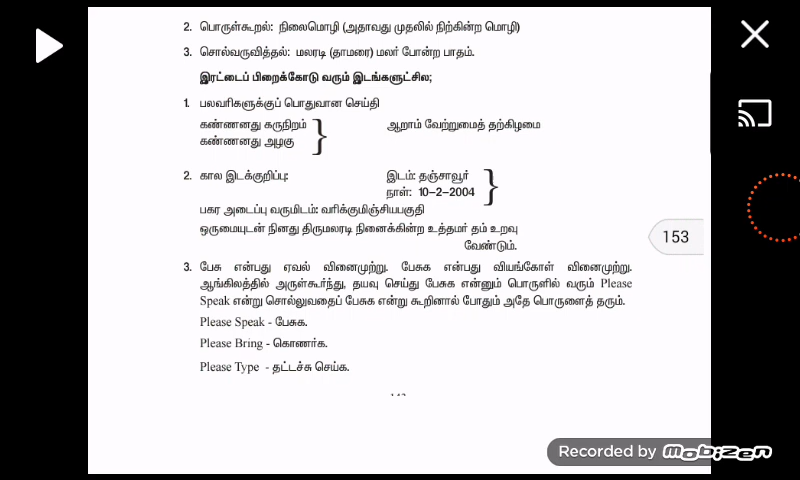 2. பொருள்கூறல்: நிலைமொழி (அதாவது முதலில் நிற்கின்ற மொழி)
3. சொல்வருவித்தல்: மலரடி (தாமரை) மலர் போன்ற பாதம்.
இரட்டைப் பிறைக்கோடு வரும் இடங்களுட்சில;
1. பலவரிகளுக்குப் பொதுவான செய்தி
கண்ணனது கருநிறம் } ஆறாம் வேற்றுமைத் தற்கிழமை
கண்ணனது அழகு
2. கால இடக்குறிப்பு: இடம்: தஞ்சாவூர் }
நாள்: 10-2-2004
பகர அடைப்பு வருமிடம்: வரிக்குமிஞ்சியபகுதி
ஒருமையுடன் நினது திருமலரடி நினைக்கின்ற உத்தமர் தம் உறவு
வேண்டும்.
153
3. பேசு என்பது ஏவல் வினைமுற்று. பேசுக என்பது வியங்கோள் வினைமுற்று.
ஆங்கிலத்தில் அருள்கூர்ந்து, தயவு செய்து பேசுக என்னும் பொருளில் வரும் Please
Speak என்று சொல்லுவதைப் பேசுக என்று கூறினால் போதும் அதே பொருளைத் தரும்.
Please Speak - பேசுக.
Please Bring - கொணர்க.
Please Type - தட்டச்சு செய்க.
Recorded by mobizen